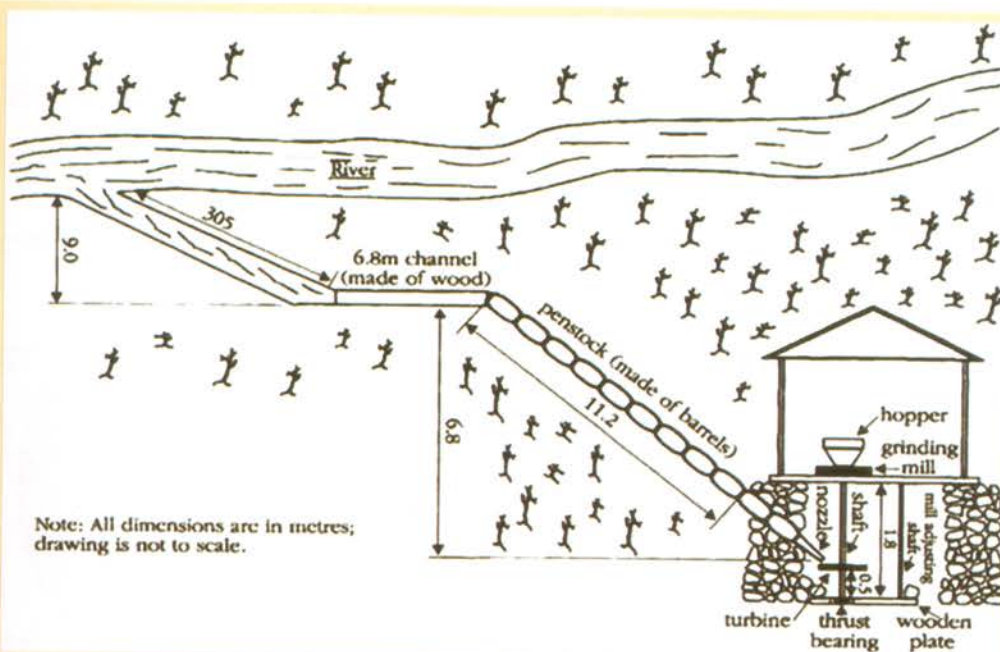 River
305
9.0
6.8m channel
(made of wood)
penstock (made of barrels)
11.2
6.8
hopper
grinding
mill
nozzle
shaft
1.8
mill adjusting
shaft
0.5
Note: All dimensions are in metres;
drawing is not to scale.
turbine
thrust
bearing
wooden
plate